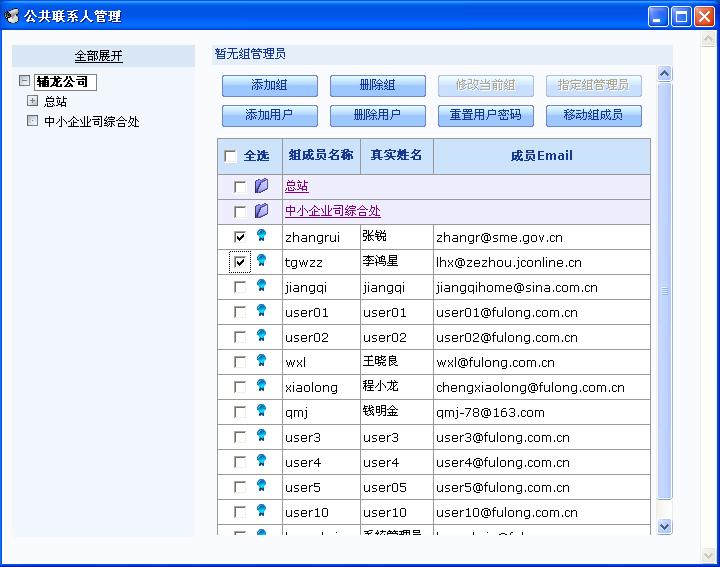 公共联系人管理
全部展开
辅龙公司
总站
中小企业司综合处
暂无组管理员
添加组 删除组 修改当前组 指定组管理员
添加用户 删除用户 重置用户密码 移动组成员
全选 组成员名称 真实姓名 成员Email
总站
中小企业司综合处
zhangrui 张锐 zhangr@sme.gov.cn
tgwzz 李鸿星 lhx@zezhou.jconline.cn
jiangqi jiangqi jiangqihome@sina.com.cn
user01 user01 user01@fulong.com.cn
user02 user02 user02@fulong.com.cn
wxl 王晓良 wxl@fulong.com.cn
xiaolong 程小龙 chengxiaolong@fulong.com.cn
qmj 钱明金 qmj-78@163.com
user3 user3 user3@fulong.com.cn
user4 user4 user4@fulong.com.cn
user5 user05 user5@fulong.com.cn
user10 user10 user10@fulong.com.cn
系统管理员